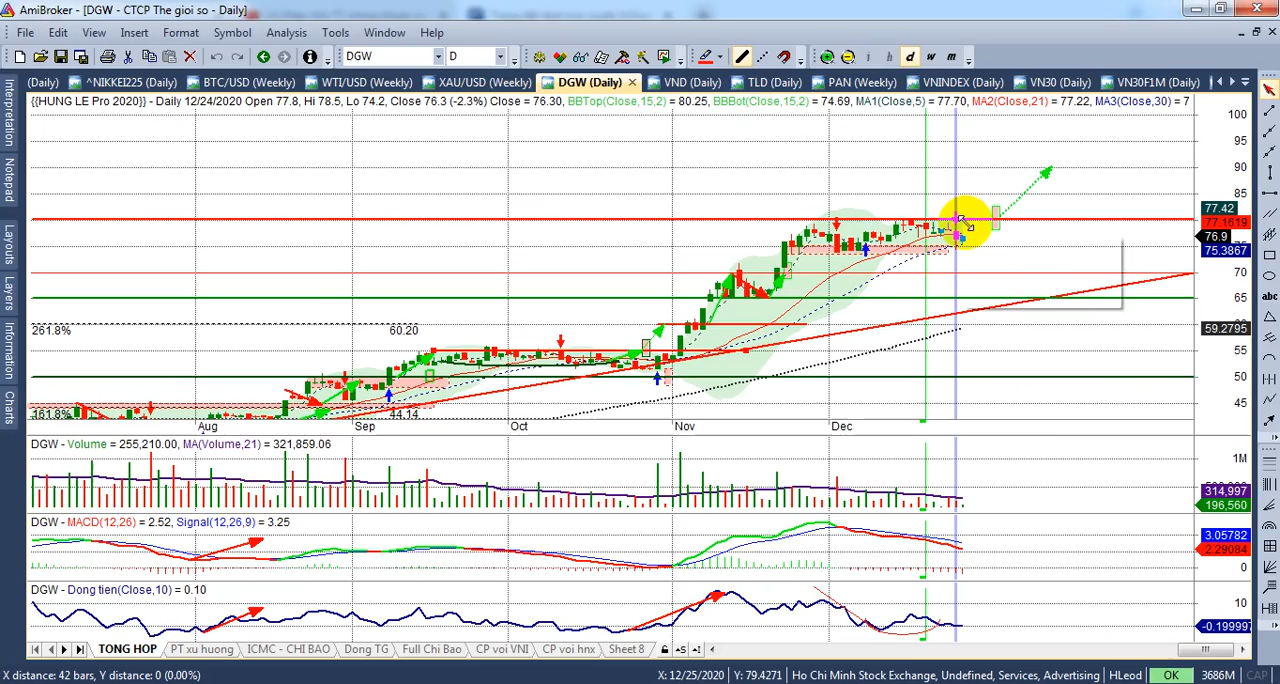 AmiBroker - [DGW - CTCP The gioi so - Daily]
File Edit View Insert Format Symbol Analysis Tools Window Help
DGW D i h d w m
(Daily) ^NIKKEI225 (Daily) BTC/USD (Weekly) WTI/USD (Weekly) XAU/USD (Weekly) DGW (Daily) VND (Daily) TLD (Daily) PAN (Weekly) VNINDEX (Daily) VN30 (Daily) VN30F1M (Daily)
{{HUNG LE Pro 2020}} - Daily 12/24/2020 Open 77.8, Hi 78.5, Lo 74.2, Close 76.3 (-2.3%) Close = 76.30, BBTop(Close,15,2) = 80.25, BBBot(Close,15,2) = 74.69, MA1(Close,5) = 77.70, MA2(Close,21) = 77.22, MA3(Close,30) = 7
Interpretation
Notepad
Layouts
Layers
Information
Charts
100
95
90
85
77.42
77.1619
76.9
75.3867
70
65
59.2795
55
50
45
261.8% 60.20
161.8% 44.14
Aug Sep Oct Nov Dec
abc
DGW - Volume = 255,210.00, MA(Volume,21) = 321,859.06
1M
314,997
196,560
DGW - MACD(12,26) = 2.52, Signal(12,26,9) = 3.25
3.05782
2.29084
0
DGW - Dong tien(Close,10) = 0.10
10
-0.199997
TONG HOP PT xu huong ICMC - CHI BAO Dong TG Full Chi Bao CP voi VNI CP voi hnx Sheet 8
X distance: 42 bars, Y distance: 0 (0.00%) X: 12/25/2020 Y: 79.4271 Ho Chi Minh Stock Exchange, Undefined, Services, Advertising HLeod OK 3686M CAP